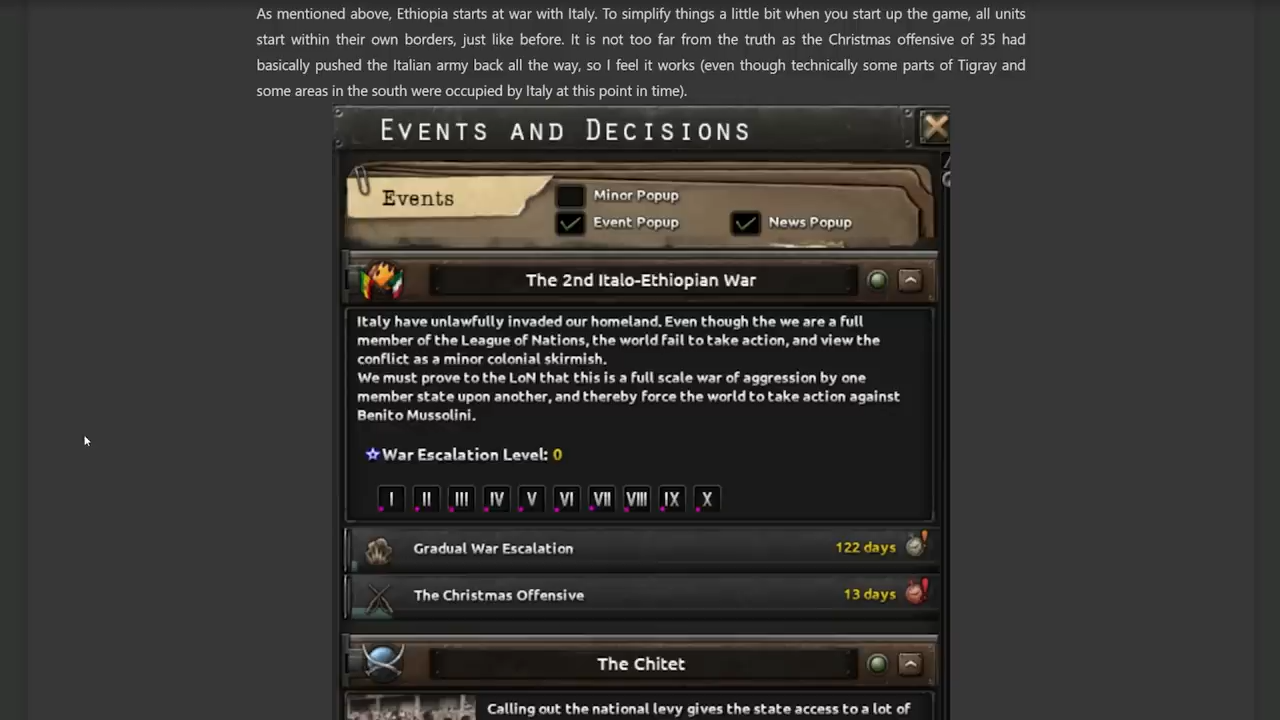 As mentioned above, Ethiopia starts at war with Italy. To simplify things a little bit when you start up the game, all units
start within their own borders, just like before. It is not too far from the truth as the Christmas offensive of 35 had
basically pushed the Italian army back all the way, so I feel it works (even though technically some parts of Tigray and
some areas in the south were occupied by Italy at this point in time).
EVENTS AND DECISIONS
Events
Minor Popup
Event Popup
News Popup
The 2nd Italo-Ethiopian War
Italy have unlawfully invaded our homeland. Even though the we are a full
member of the League of Nations, the world fail to take action, and view the
conflict as a minor colonial skirmish.
We must prove to the LoN that this is a full scale war of aggression by one
member state upon another, and thereby force the world to take action against
Benito Mussolini.
War Escalation Level: 0
I II III IV V VI VII VIII IX X
Gradual War Escalation 122 days
The Christmas Offensive 13 days
The Chitet
Calling out the national levy gives the state access to a lot of